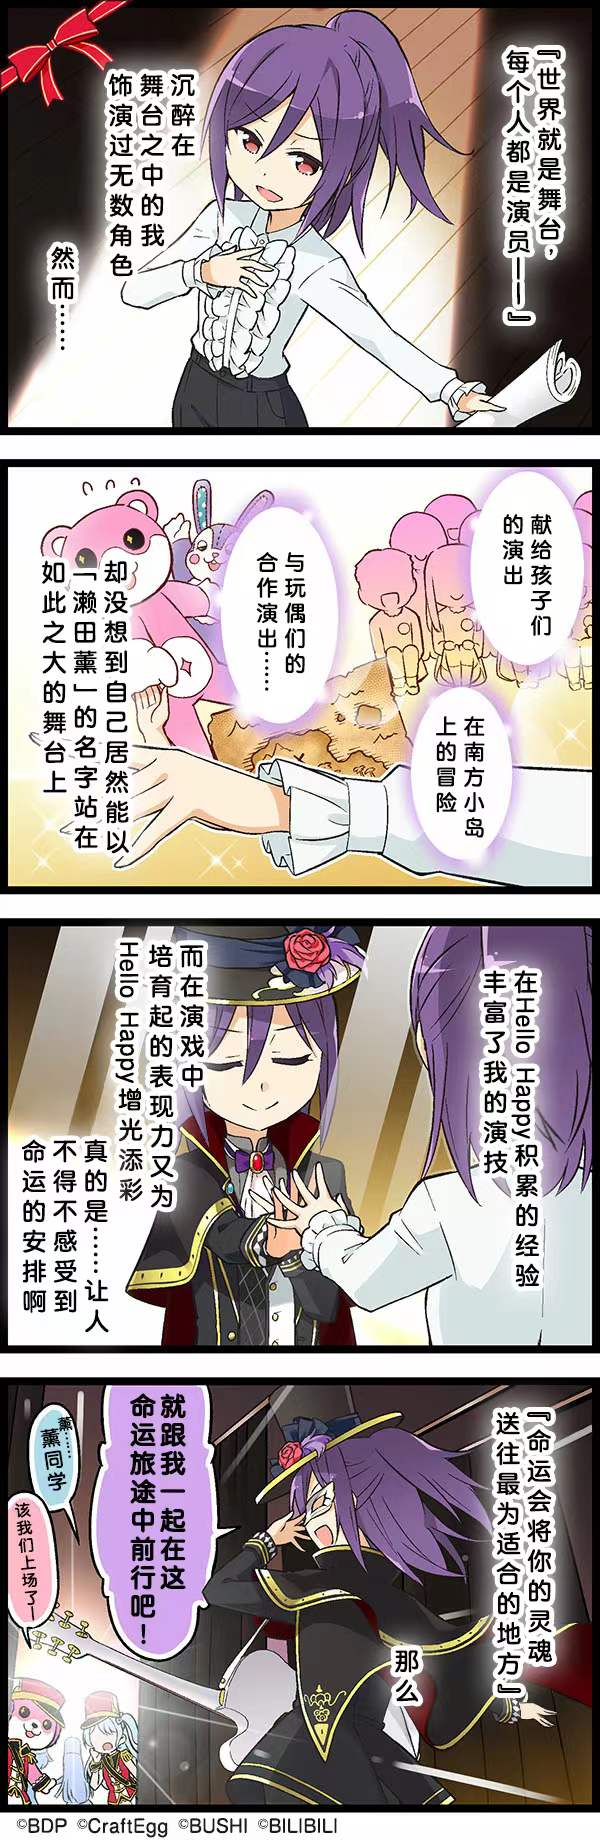 『世界就是舞台，
每个人都是演员——』
沉醉在
舞台之中的我
饰演过无数角色
然而……
献给孩子们
的演出
在南方小岛
上的冒险
与玩偶们的
合作演出……
却没想到自己居然能以
「濑田薰」的名字站在
如此之大的舞台上
在Hello Happy积累的经验
丰富了我的演技
而在演戏中
培育起的表现力又为
Hello Happy增光添彩
真的是……让人
不得不感受到
命运的安排啊
『命运会将你的灵魂
送往最为适合的地方』
那么
就跟我一起在这
命运旅途中前行吧！
薰……
薰同学
该我们上场了—
©BDP ©CraftEgg ©BUSHI ©BILIBILI